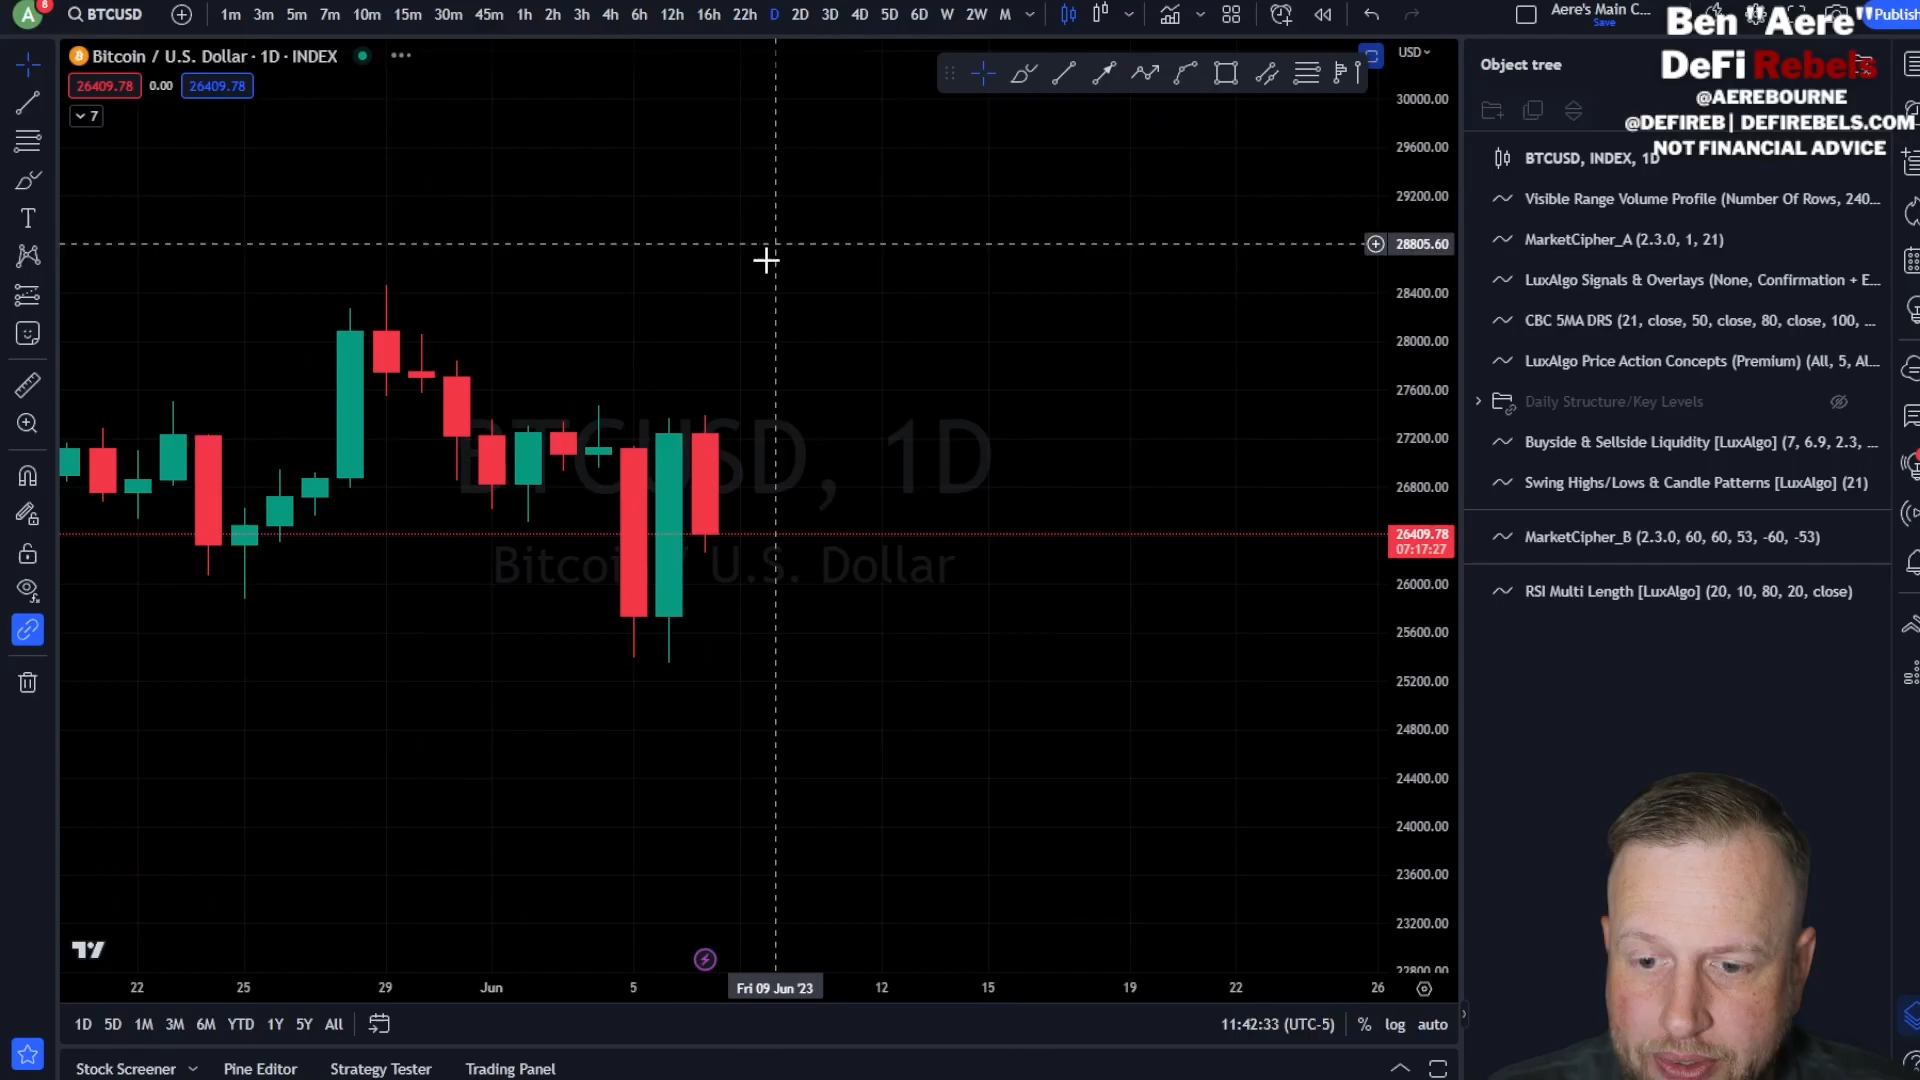 A
8
BTCUSD
1m 3m 5m 7m 10m 15m 30m 45m 1h 2h 3h 4h 6h 12h 16h 22h D 2D 3D 4D 5D 6D W 2W M
Aere's Main C...
Save
Publish
Ben "Aere"
DeFi Rebels
@AEREBOURNE
@DEFIREB | DEFIREBELS.COM
NOT FINANCIAL ADVICE
Bitcoin / U.S. Dollar · 1D · INDEX
26409.78 0.00 26409.78
7
USD
30000.00
29600.00
29200.00
28805.60
28400.00
28000.00
27600.00
27200.00
26800.00
26409.78
07:17:27
26000.00
25600.00
25200.00
24800.00
24400.00
24000.00
23600.00
23200.00
22800.00
BTCUSD, 1D
Bitcoin / U.S. Dollar
22 25 29 Jun 5 Fri 09 Jun '23 12 15 19 22 26
Object tree
BTCUSD, INDEX, 1D
Visible Range Volume Profile (Number Of Rows, 240...
MarketCipher_A (2.3.0, 1, 21)
LuxAlgo Signals & Overlays (None, Confirmation + E...
CBC 5MA DRS (21, close, 50, close, 80, close, 100, ...
LuxAlgo Price Action Concepts (Premium) (All, 5, Al...
Daily Structure/Key Levels
Buyside & Sellside Liquidity [LuxAlgo] (7, 6.9, 2.3, ...
Swing Highs/Lows & Candle Patterns [LuxAlgo] (21)
MarketCipher_B (2.3.0, 60, 60, 53, -60, -53)
RSI Multi Length [LuxAlgo] (20, 10, 80, 20, close)
1D 5D 1M 3M 6M YTD 1Y 5Y All
11:42:33 (UTC-5) % log auto
Stock Screener Pine Editor Strategy Tester Trading Panel